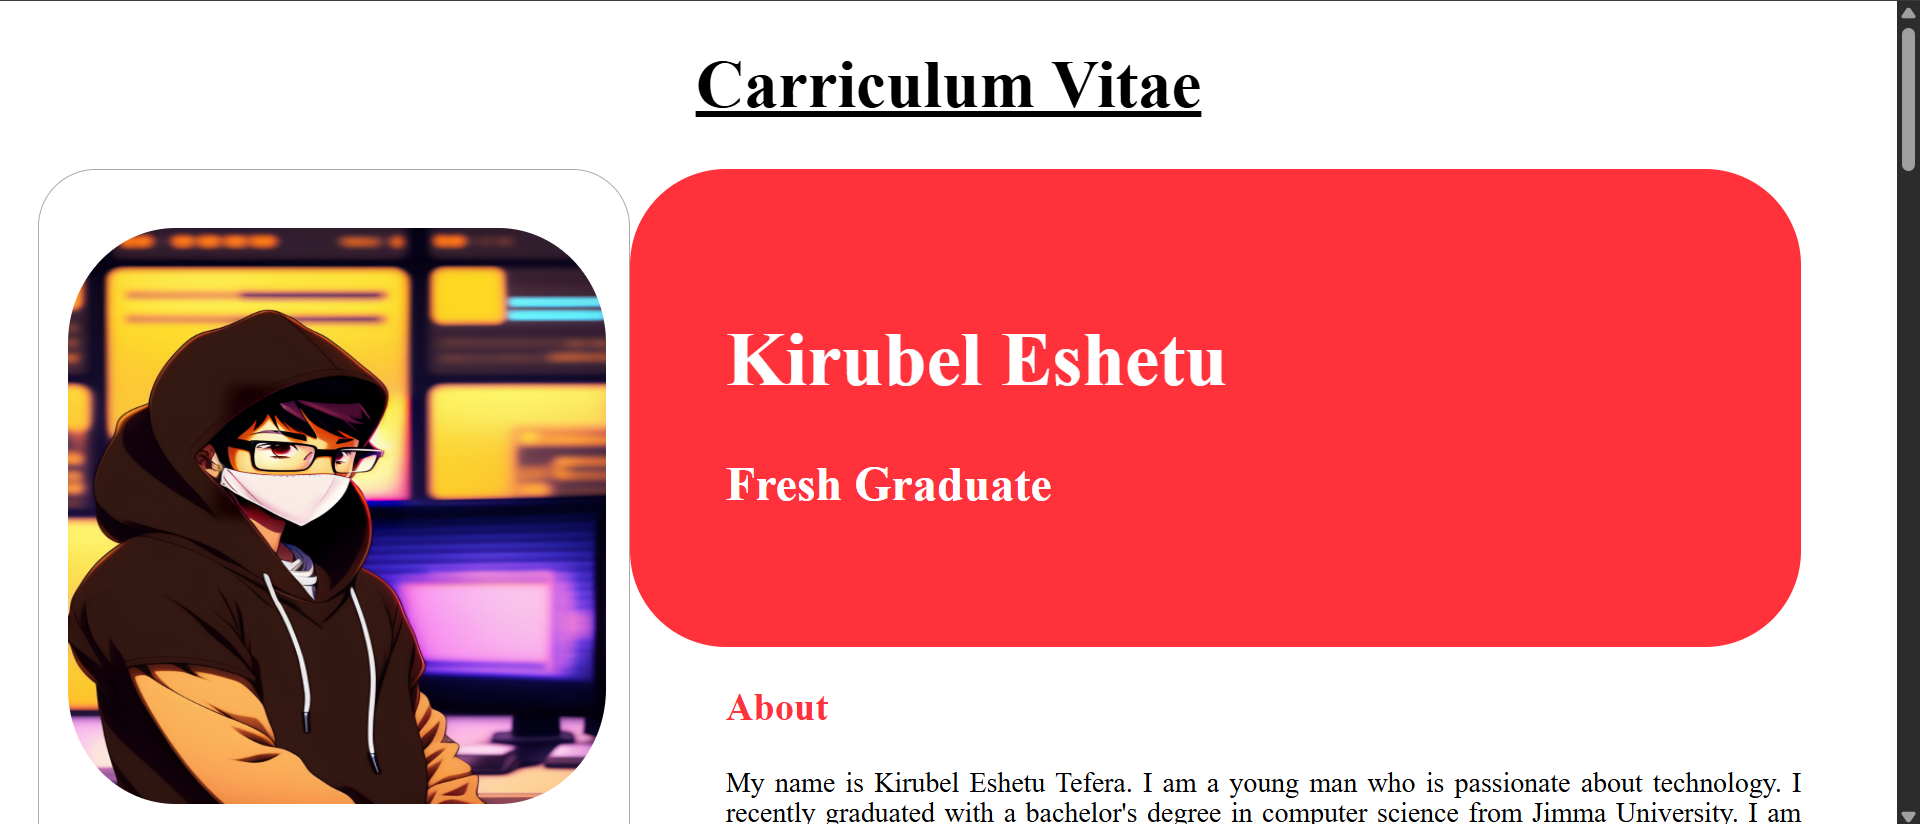 Carriculum Vitae
Kirubel Eshetu
Fresh Graduate
About
My name is Kirubel Eshetu Tefera. I am a young man who is passionate about technology. I
recently graduated with a bachelor's degree in computer science from Jimma University. I am